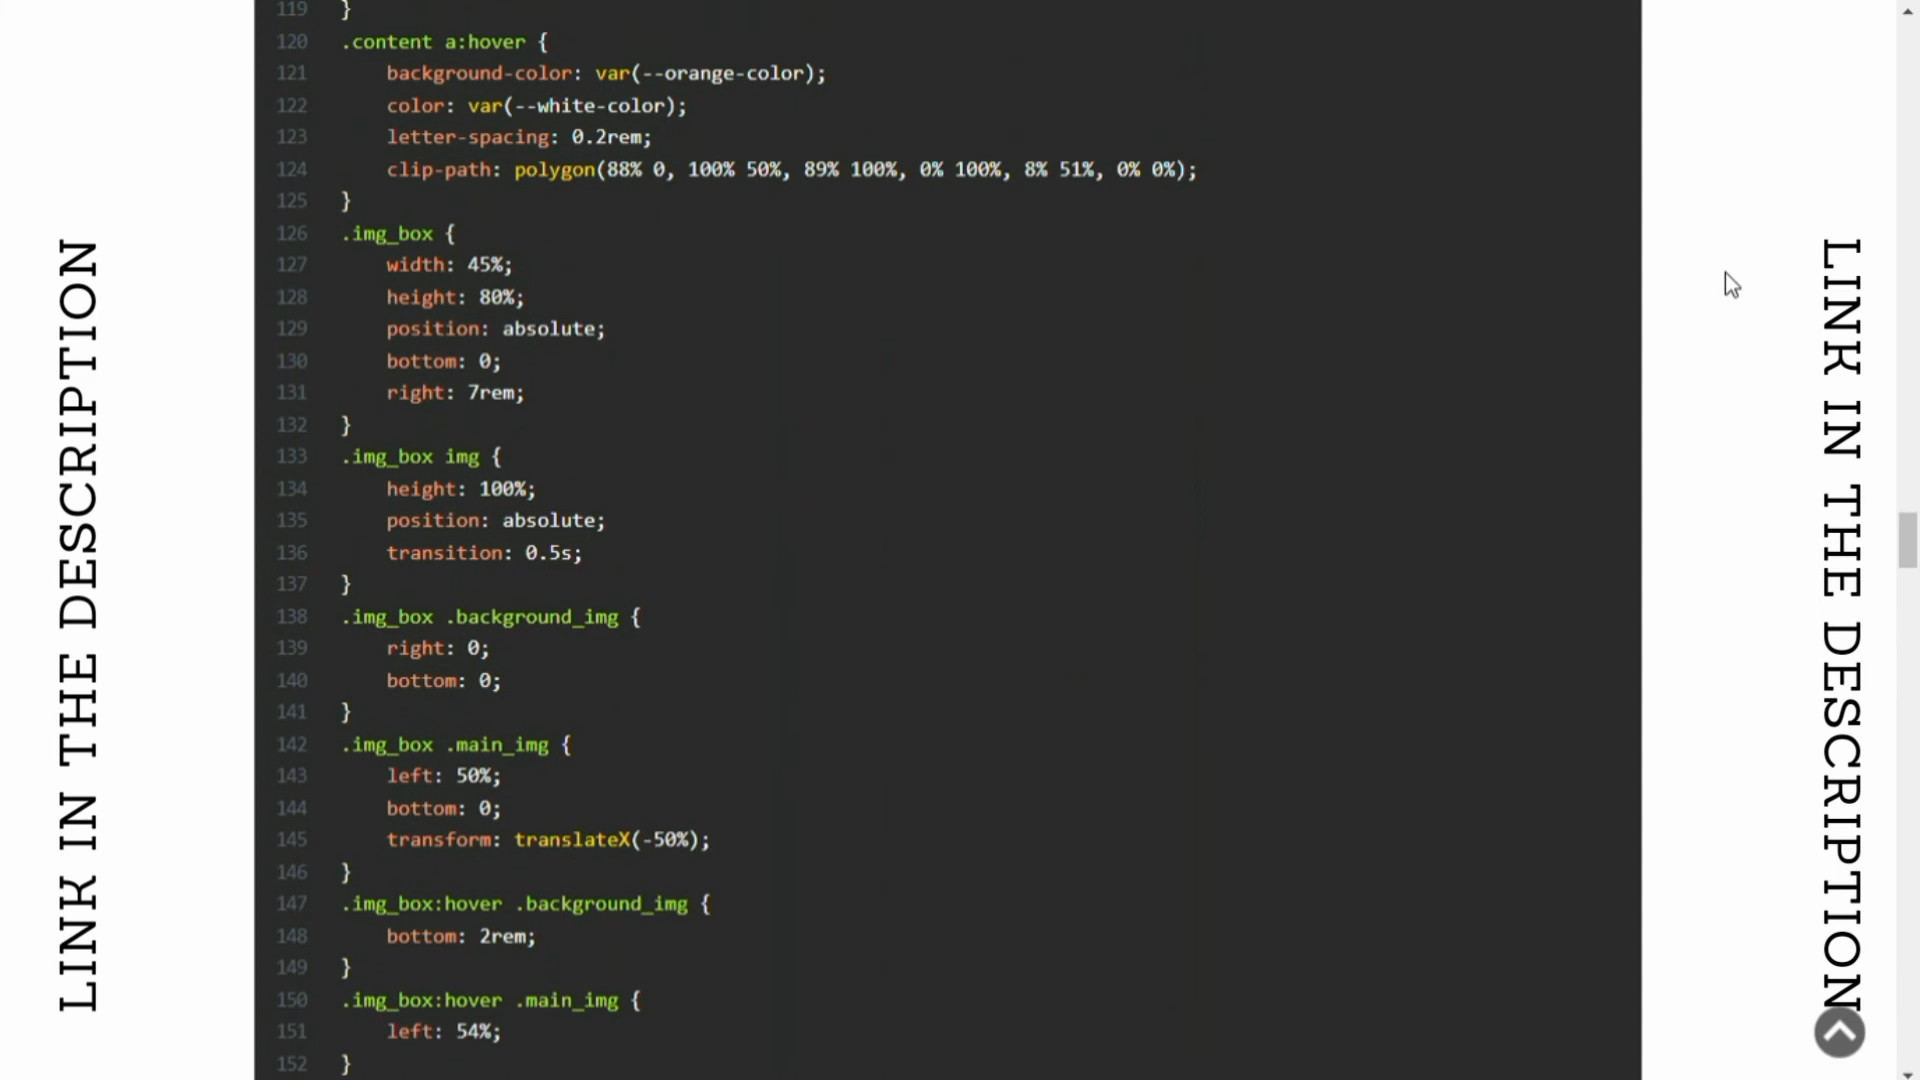 LINK IN THE DESCRIPTION
119 }
120 .content a:hover {
121 background-color: var(--orange-color);
122 color: var(--white-color);
123 letter-spacing: 0.2rem;
124 clip-path: polygon(88% 0, 100% 50%, 89% 100%, 0% 100%, 8% 51%, 0% 0%);
125 }
126 .img_box {
127 width: 45%;
128 height: 80%;
129 position: absolute;
130 bottom: 0;
131 right: 7rem;
132 }
133 .img_box img {
134 height: 100%;
135 position: absolute;
136 transition: 0.5s;
137 }
138 .img_box .background_img {
139 right: 0;
140 bottom: 0;
141 }
142 .img_box .main_img {
143 left: 50%;
144 bottom: 0;
145 transform: translateX(-50%);
146 }
147 .img_box:hover .background_img {
148 bottom: 2rem;
149 }
150 .img_box:hover .main_img {
151 left: 54%;
152 }
LINK IN THE DESCRIPTION